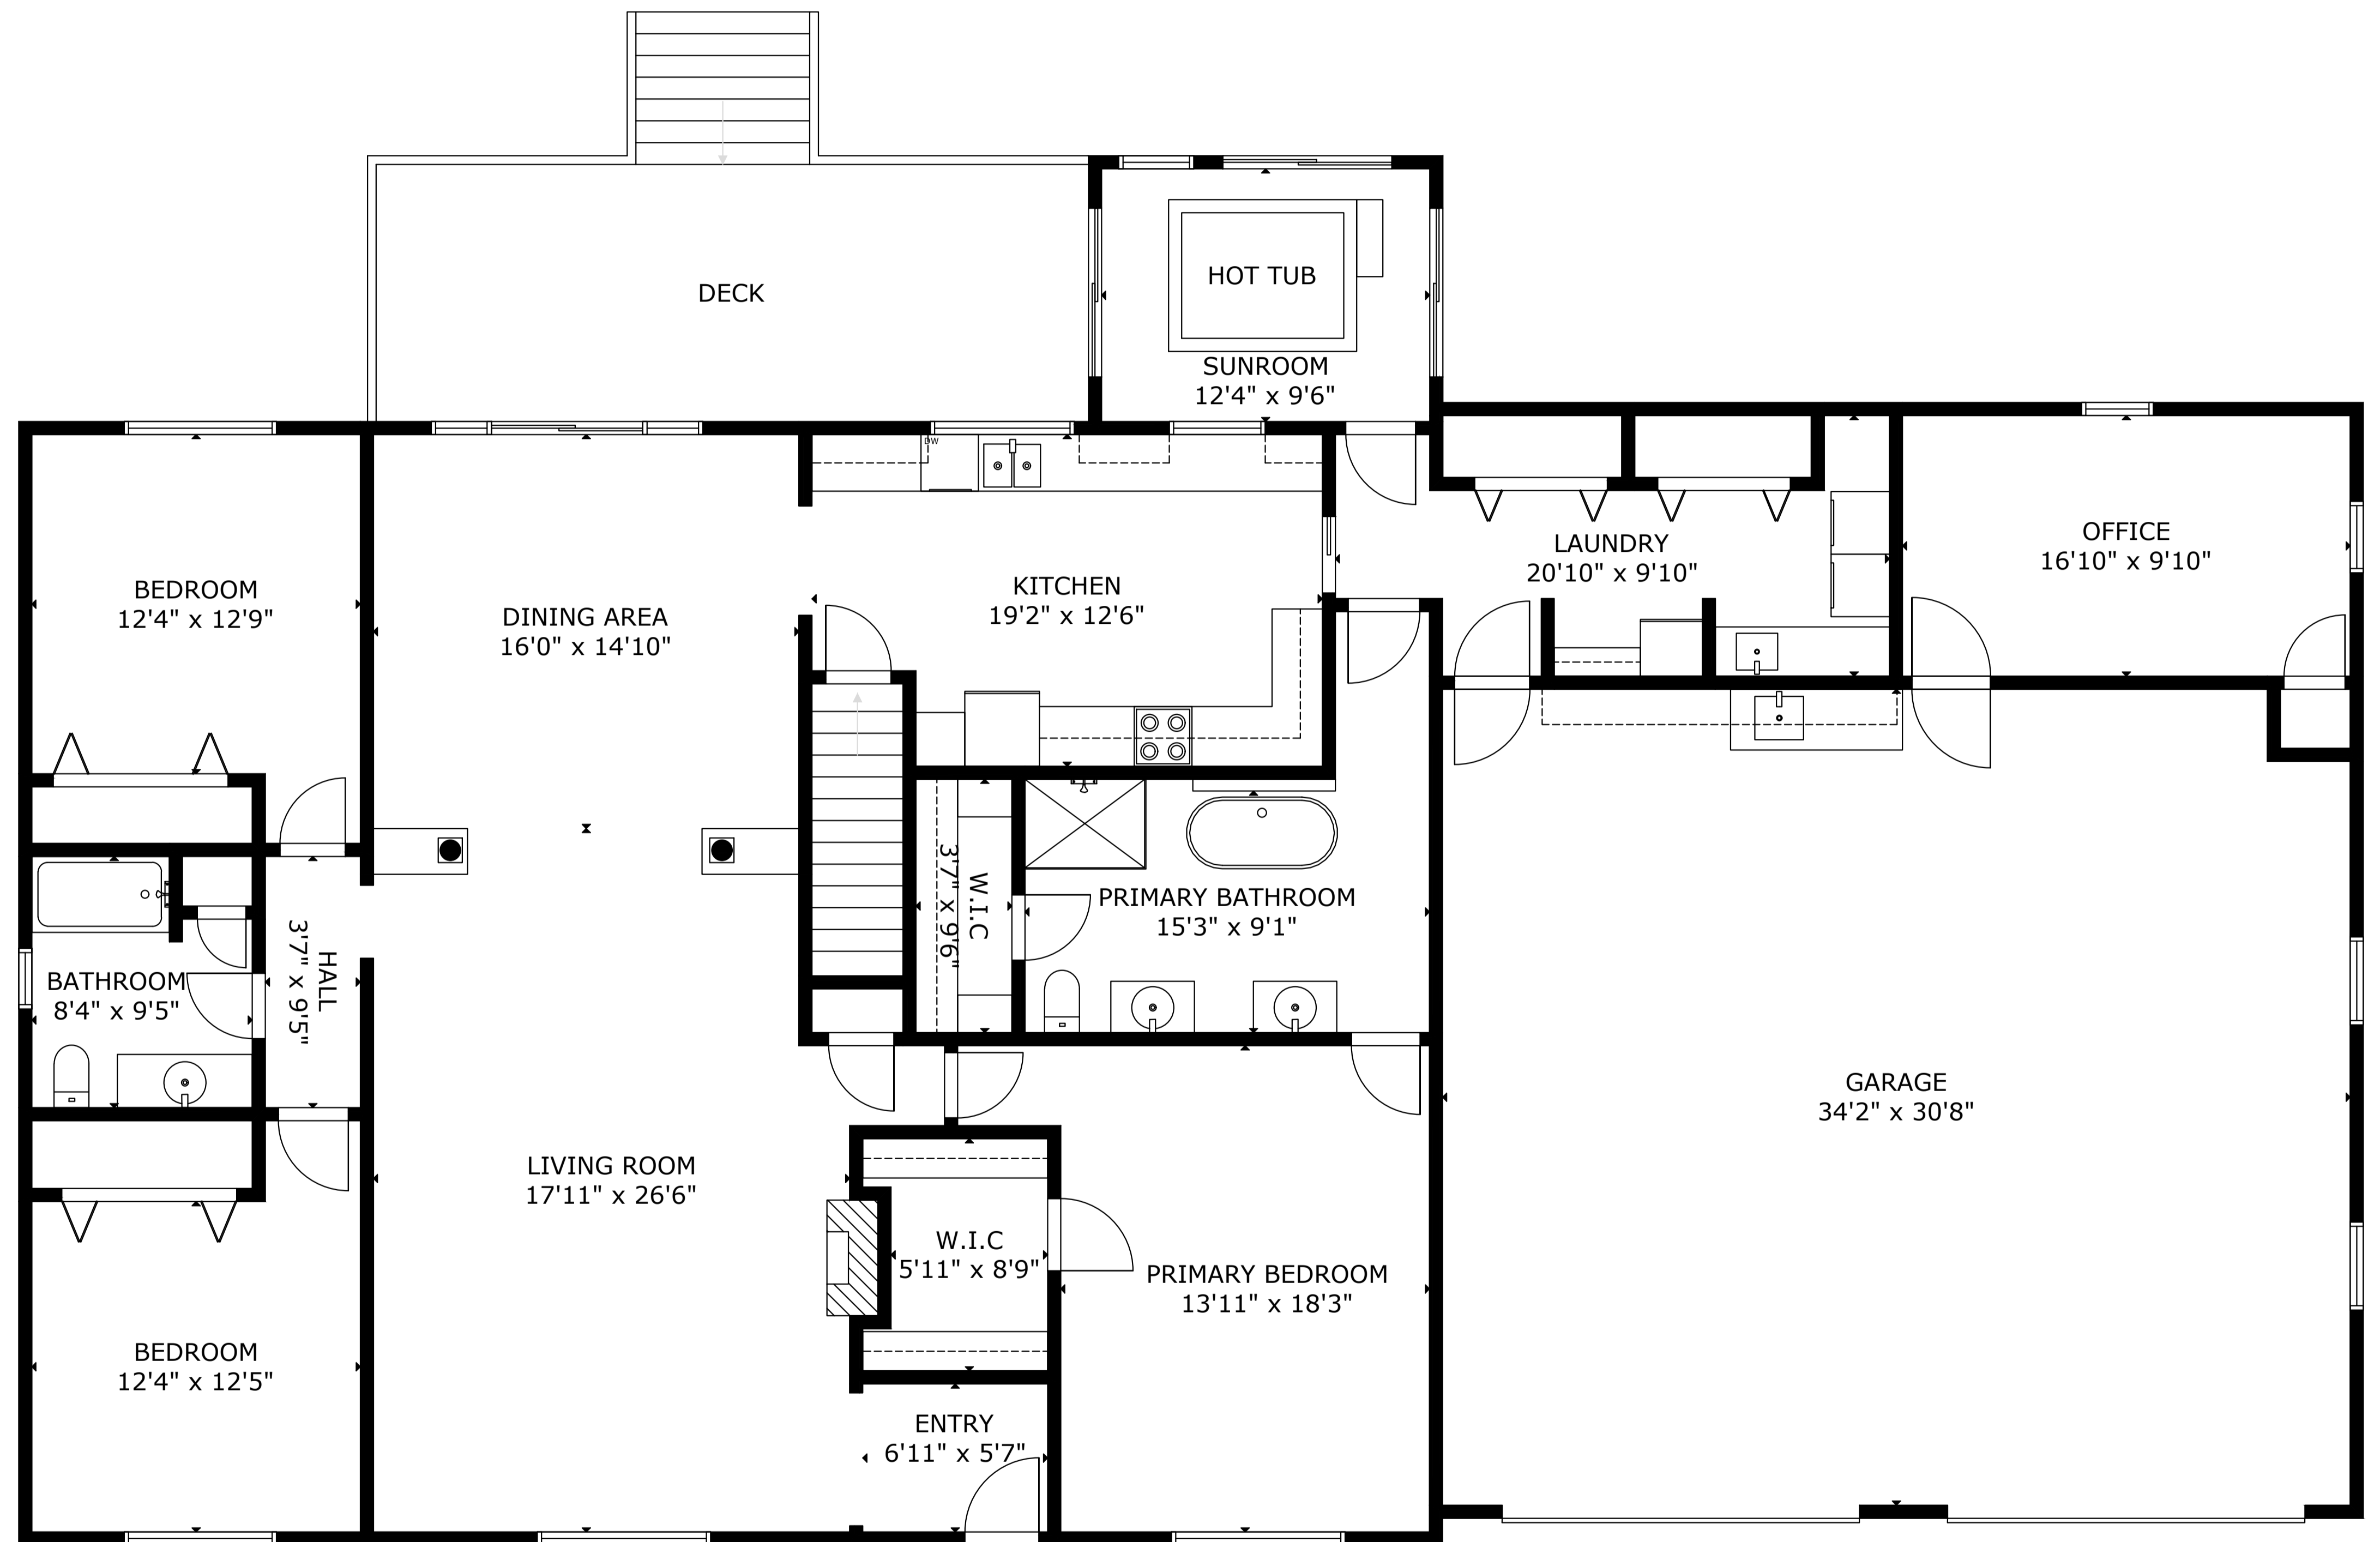 DECK
HOT TUB
SUNROOM
12'4" x 9'6"
DW
BEDROOM
12'4" x 12'9"
DINING AREA
16'0" x 14'10"
KITCHEN
19'2" x 12'6"
LAUNDRY
20'10" x 9'10"
OFFICE
16'10" x 9'10"
BATHROOM
8'4" x 9'5"
HALL
3'7" x 9'5"
W.I.C
3'7" x 9'6"
PRIMARY BATHROOM
15'3" x 9'1"
GARAGE
34'2" x 30'8"
LIVING ROOM
17'11" x 26'6"
W.I.C
5'11" x 8'9"
PRIMARY BEDROOM
13'11" x 18'3"
BEDROOM
12'4" x 12'5"
ENTRY
6'11" x 5'7"